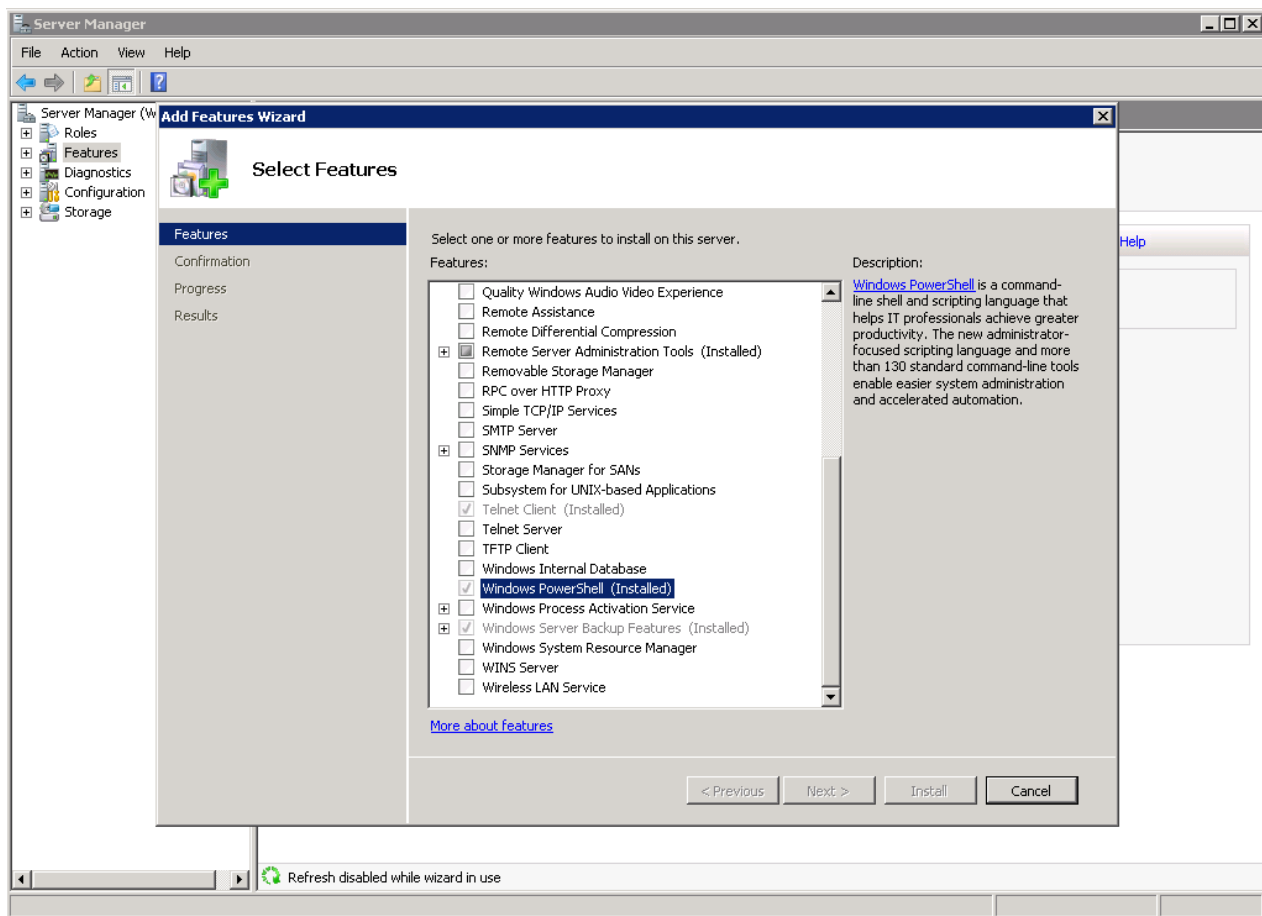 Server Manager
File Action View Help
Server Manager (W
Roles
Features
Diagnostics
Configuration
Storage
Add Features Wizard
Select Features
Features
Confirmation
Progress
Results
Select one or more features to install on this server.
Features:
Quality Windows Audio Video Experience
Remote Assistance
Remote Differential Compression
Remote Server Administration Tools (Installed)
Removable Storage Manager
RPC over HTTP Proxy
Simple TCP/IP Services
SMTP Server
SNMP Services
Storage Manager for SANs
Subsystem for UNIX-based Applications
Telnet Client (Installed)
Telnet Server
TFTP Client
Windows Internal Database
Windows PowerShell (Installed)
Windows Process Activation Service
Windows Server Backup Features (Installed)
Windows System Resource Manager
WINS Server
Wireless LAN Service
More about features
Description:
Windows PowerShell is a command-
line shell and scripting language that
helps IT professionals achieve greater
productivity. The new administrator-
focused scripting language and more
than 130 standard command-line tools
enable easier system administration
and accelerated automation.
Help
< Previous
Next >
Install
Cancel
Refresh disabled while wizard in use